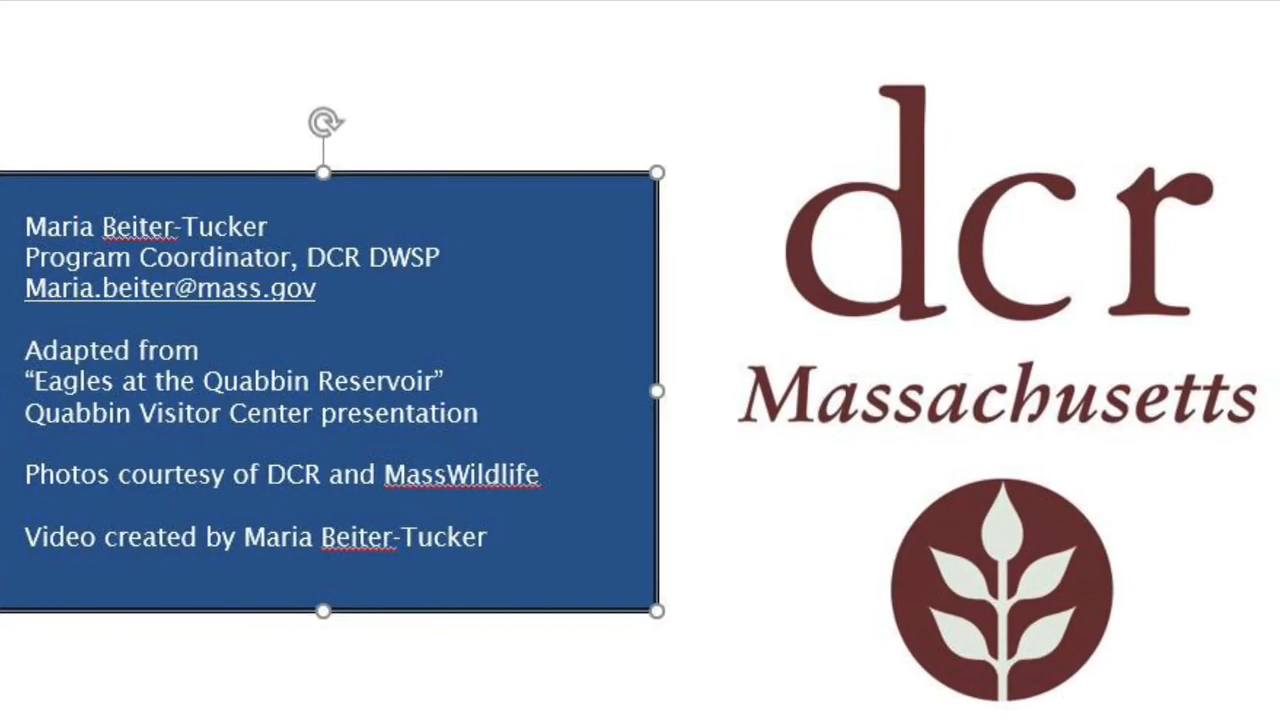 Maria Beiter-Tucker
Program Coordinator, DCR DWSP
Maria.beiter@mass.gov
Adapted from
“Eagles at the Quabbin Reservoir”
Quabbin Visitor Center presentation
Photos courtesy of DCR and MassWildlife
Video created by Maria Beiter-Tucker
dcr
Massachusetts